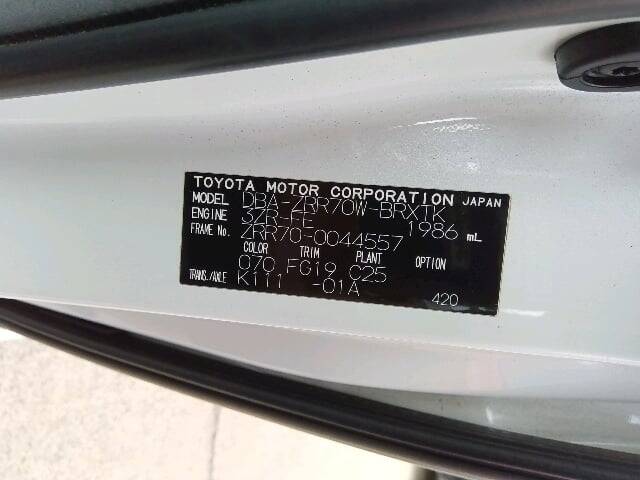 TOYOTA MOTOR CORPORATION JAPAN
MODEL DBA-ZRR70W-BRXTK
ENGINE 3ZR-FE 1986 mL
FRAME No. ZRR70-0044557
COLOR TRIM PLANT OPTION
070 FG19 C25
TRANS./AXLE K111 -01A
420